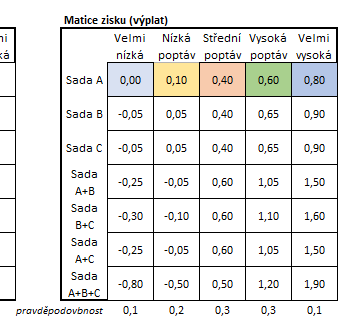 Matice zisku (výplat)
mi Velmi Nízká Střední Vysoká Velmi
ká nízká poptáv poptáv poptáv vysoká
Sada A 0,00 0,10 0,40 0,60 0,80
Sada B -0,05 0,05 0,40 0,65 0,90
Sada C -0,05 0,05 0,40 0,65 0,90
Sada
A+B -0,25 -0,05 0,60 1,05 1,50
Sada
B+C -0,30 -0,10 0,60 1,10 1,60
Sada
A+C -0,25 -0,05 0,60 1,05 1,50
Sada
A+B+C -0,80 -0,50 0,50 1,20 1,90
pravděpodovbnost 0,1 0,2 0,3 0,3 0,1